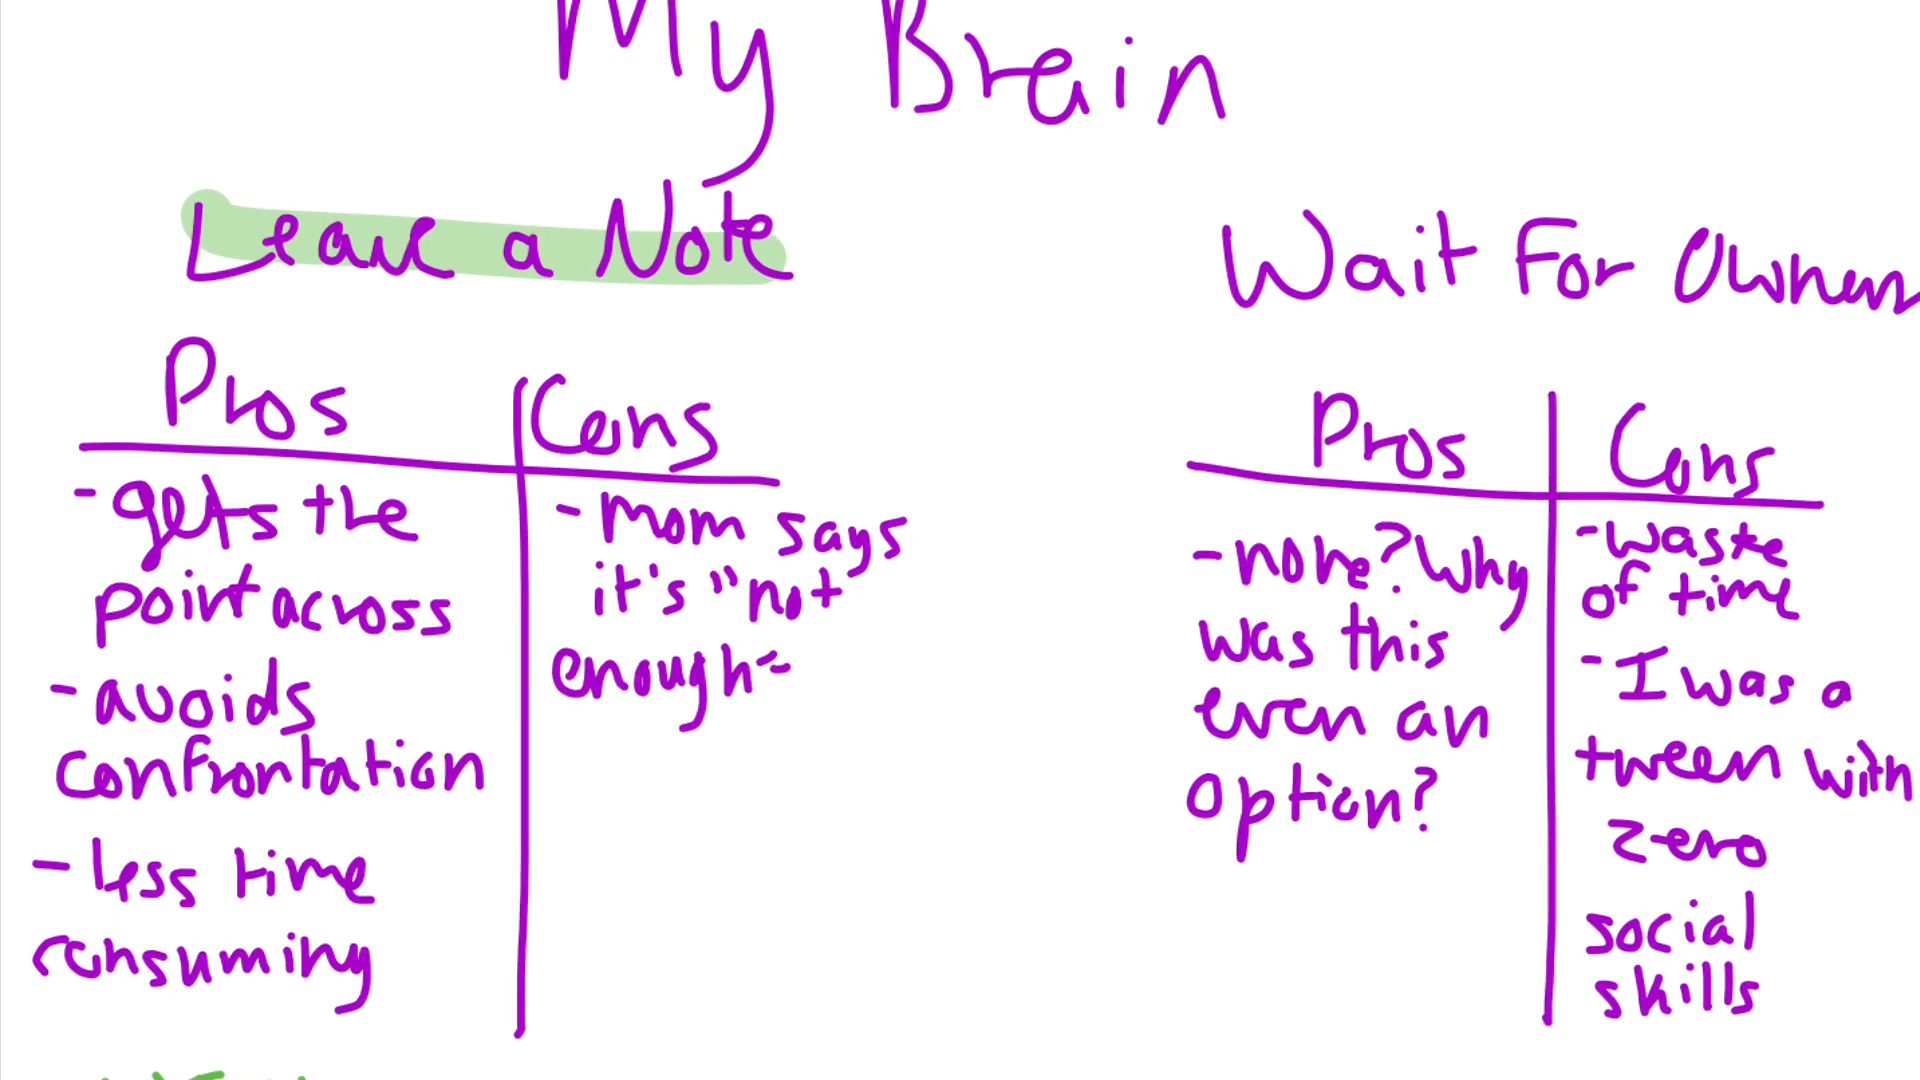 My Brain
Leave a Note
Wait For Owners
Pros
Cons
-gets the
point across
-avoids
confrontation
-less time
consuming
-mom says
it's "not
enough"
Pros
Cons
-none? Why
was this
even an
option?
-waste
of time
-I was a
tween with
zero
social
skills